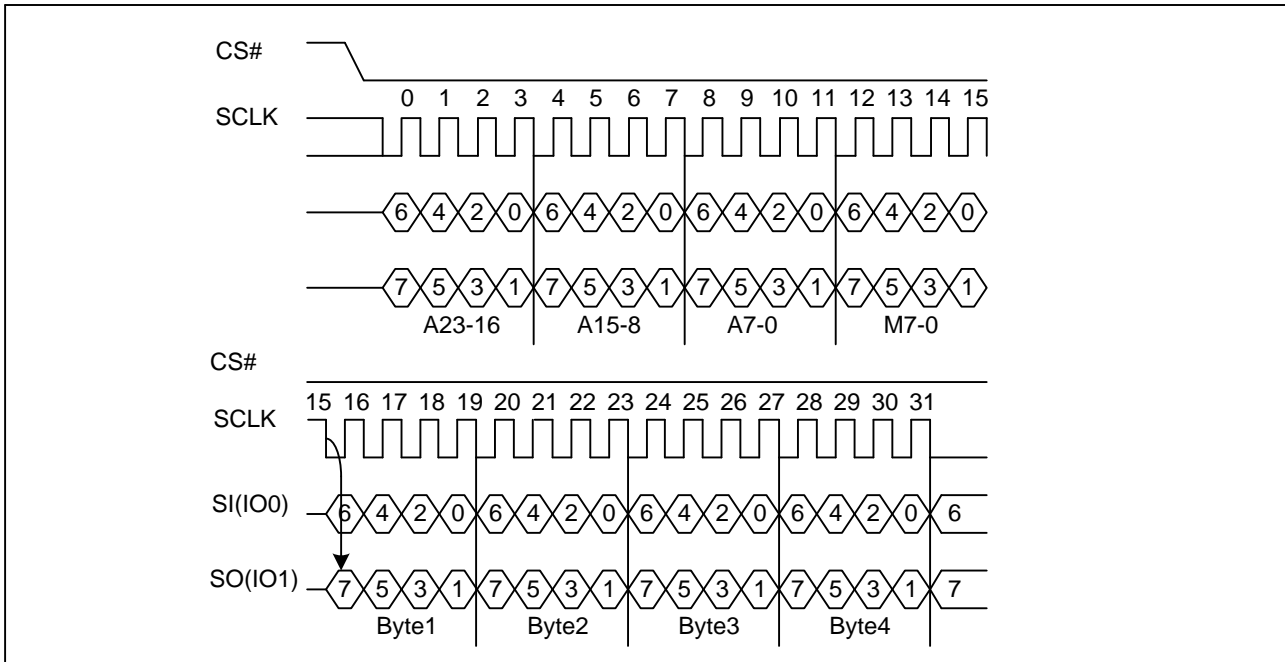 CS#
0 1 2 3 4 5 6 7 8 9 10 11 12 13 14 15
SCLK
6 4 2 0 6 4 2 0 6 4 2 0 6 4 2 0
7 5 3 1 7 5 3 1 7 5 3 1 7 5 3 1
A23-16 A15-8 A7-0 M7-0
CS#
15 16 17 18 19 20 21 22 23 24 25 26 27 28 29 30 31
SCLK
SI(IO0) 6 4 2 0 6 4 2 0 6 4 2 0 6 4 2 0 6
SO(IO1) 7 5 3 1 7 5 3 1 7 5 3 1 7 5 3 1 7
Byte1 Byte2 Byte3 Byte4